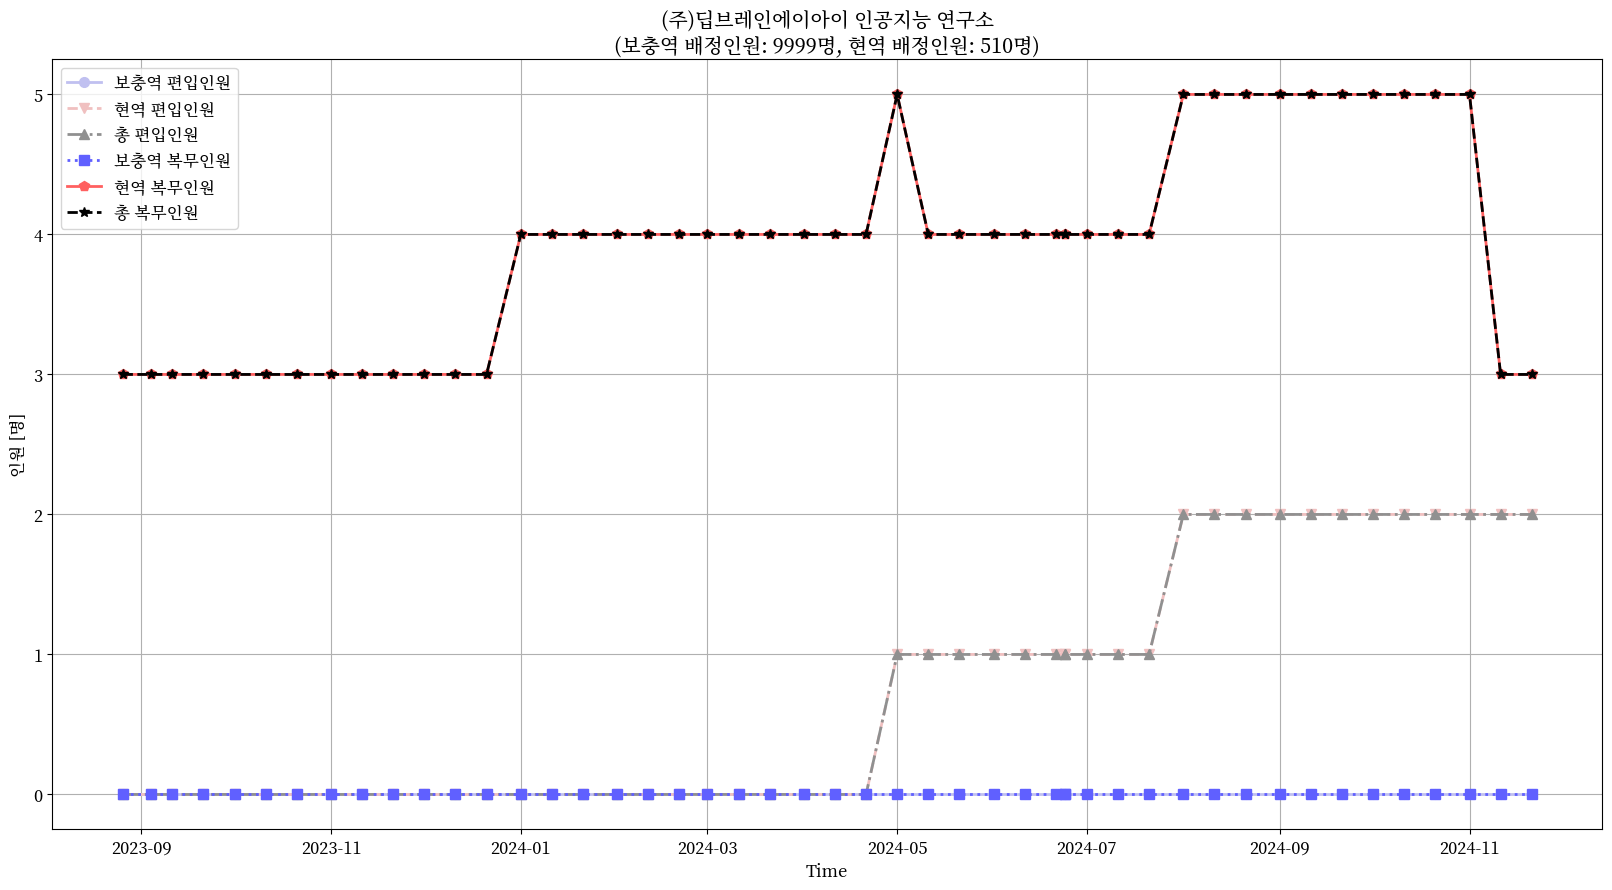 (주)딥브레인에이아이 인공지능 연구소
(보충역 배정인원: 9999명, 현역 배정인원: 510명)
보충역 편입인원
현역 편입인원
총 편입인원
보충역 복무인원
현역 복무인원
총 복무인원
5
4
3
2
1
0
인원 [명]
2023-09
2023-11
2024-01
2024-03
2024-05
2024-07
2024-09
2024-11
Time